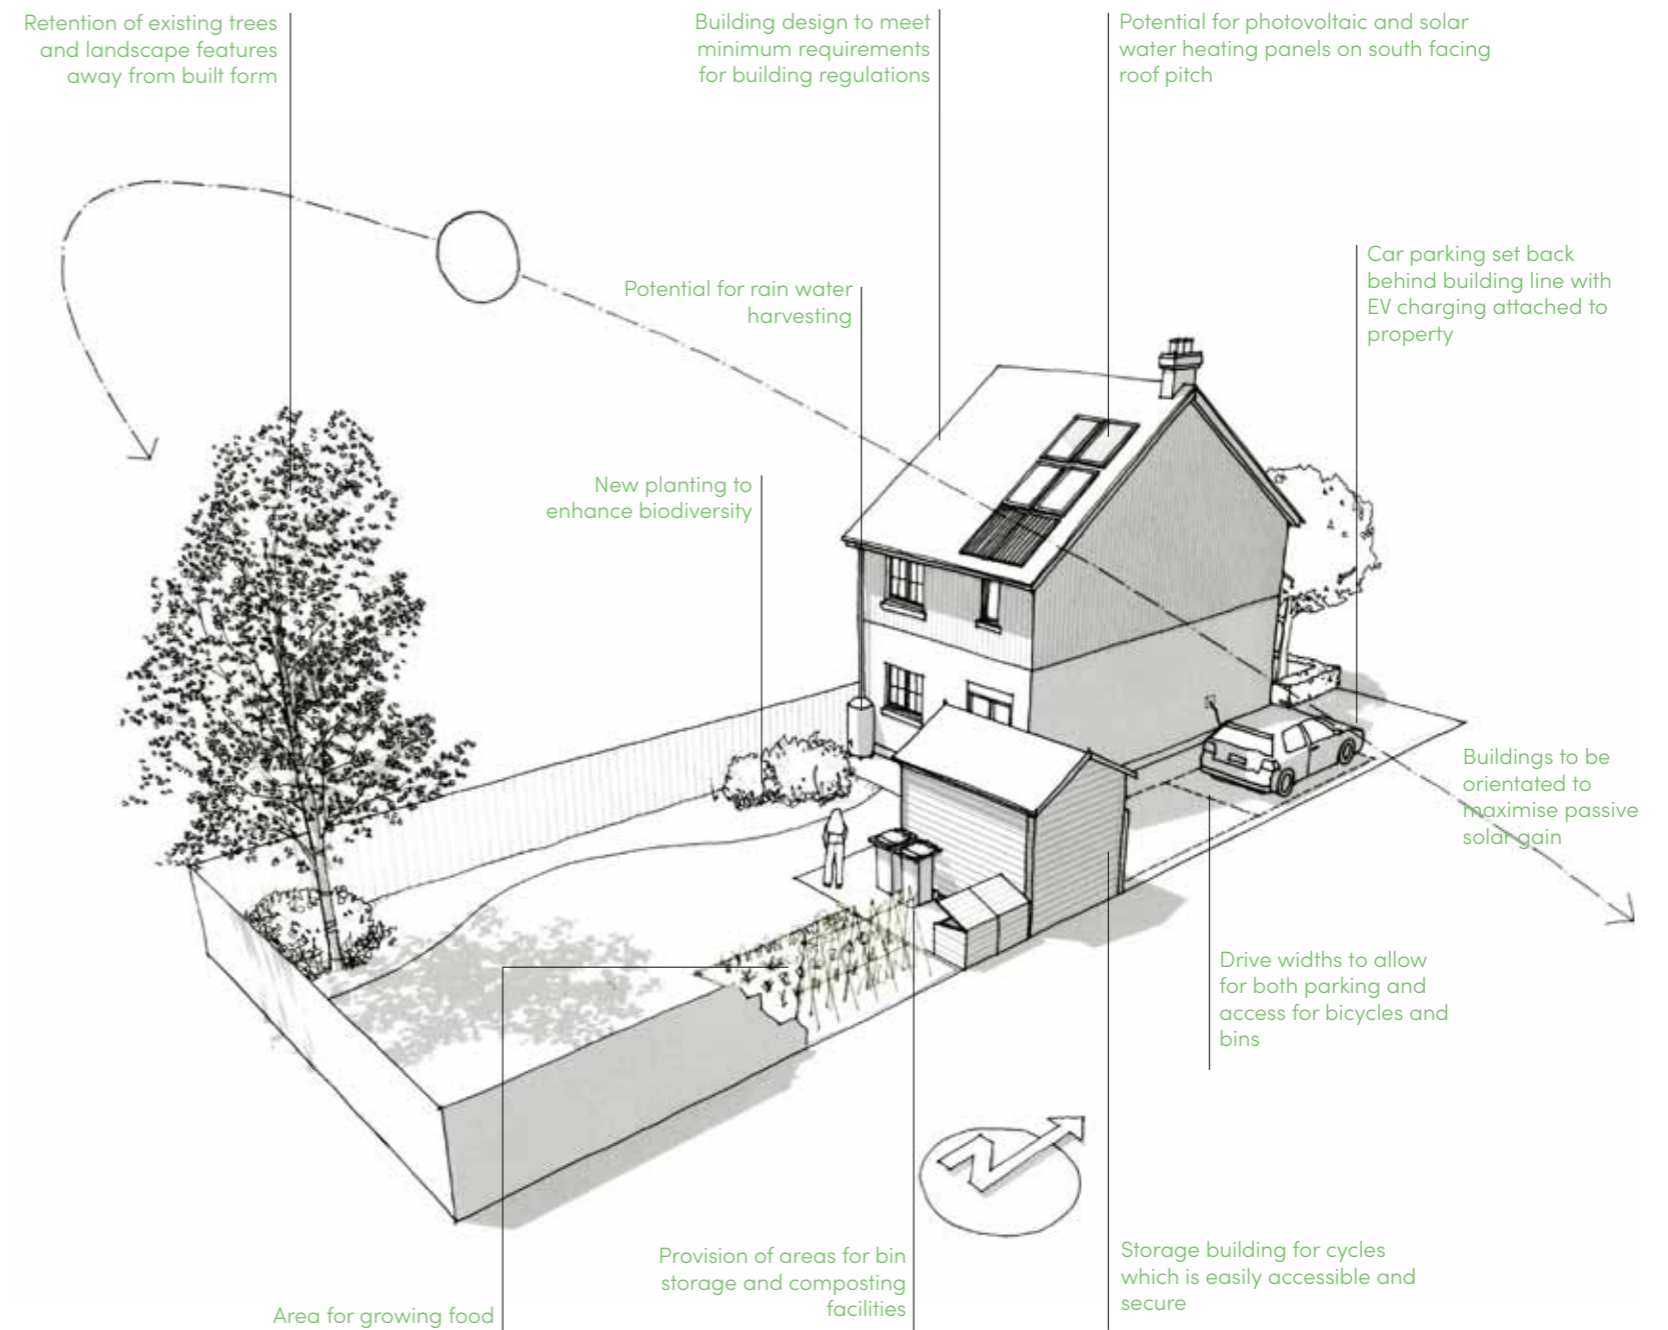 Retention of existing trees
and landscape features
away from built form
Building design to meet
minimum requirements
for building regulations
Potential for photovoltaic and solar
water heating panels on south facing
roof pitch
Car parking set back
behind building line with
EV charging attached to
property
Potential for rain water
harvesting
New planting to
enhance biodiversity
Buildings to be
orientated to
maximise passive
solar gain
Drive widths to allow
for both parking and
access for bicycles and
bins
N
Provision of areas for bin
storage and composting
facilities
Storage building for cycles
which is easily accessible and
secure
Area for growing food